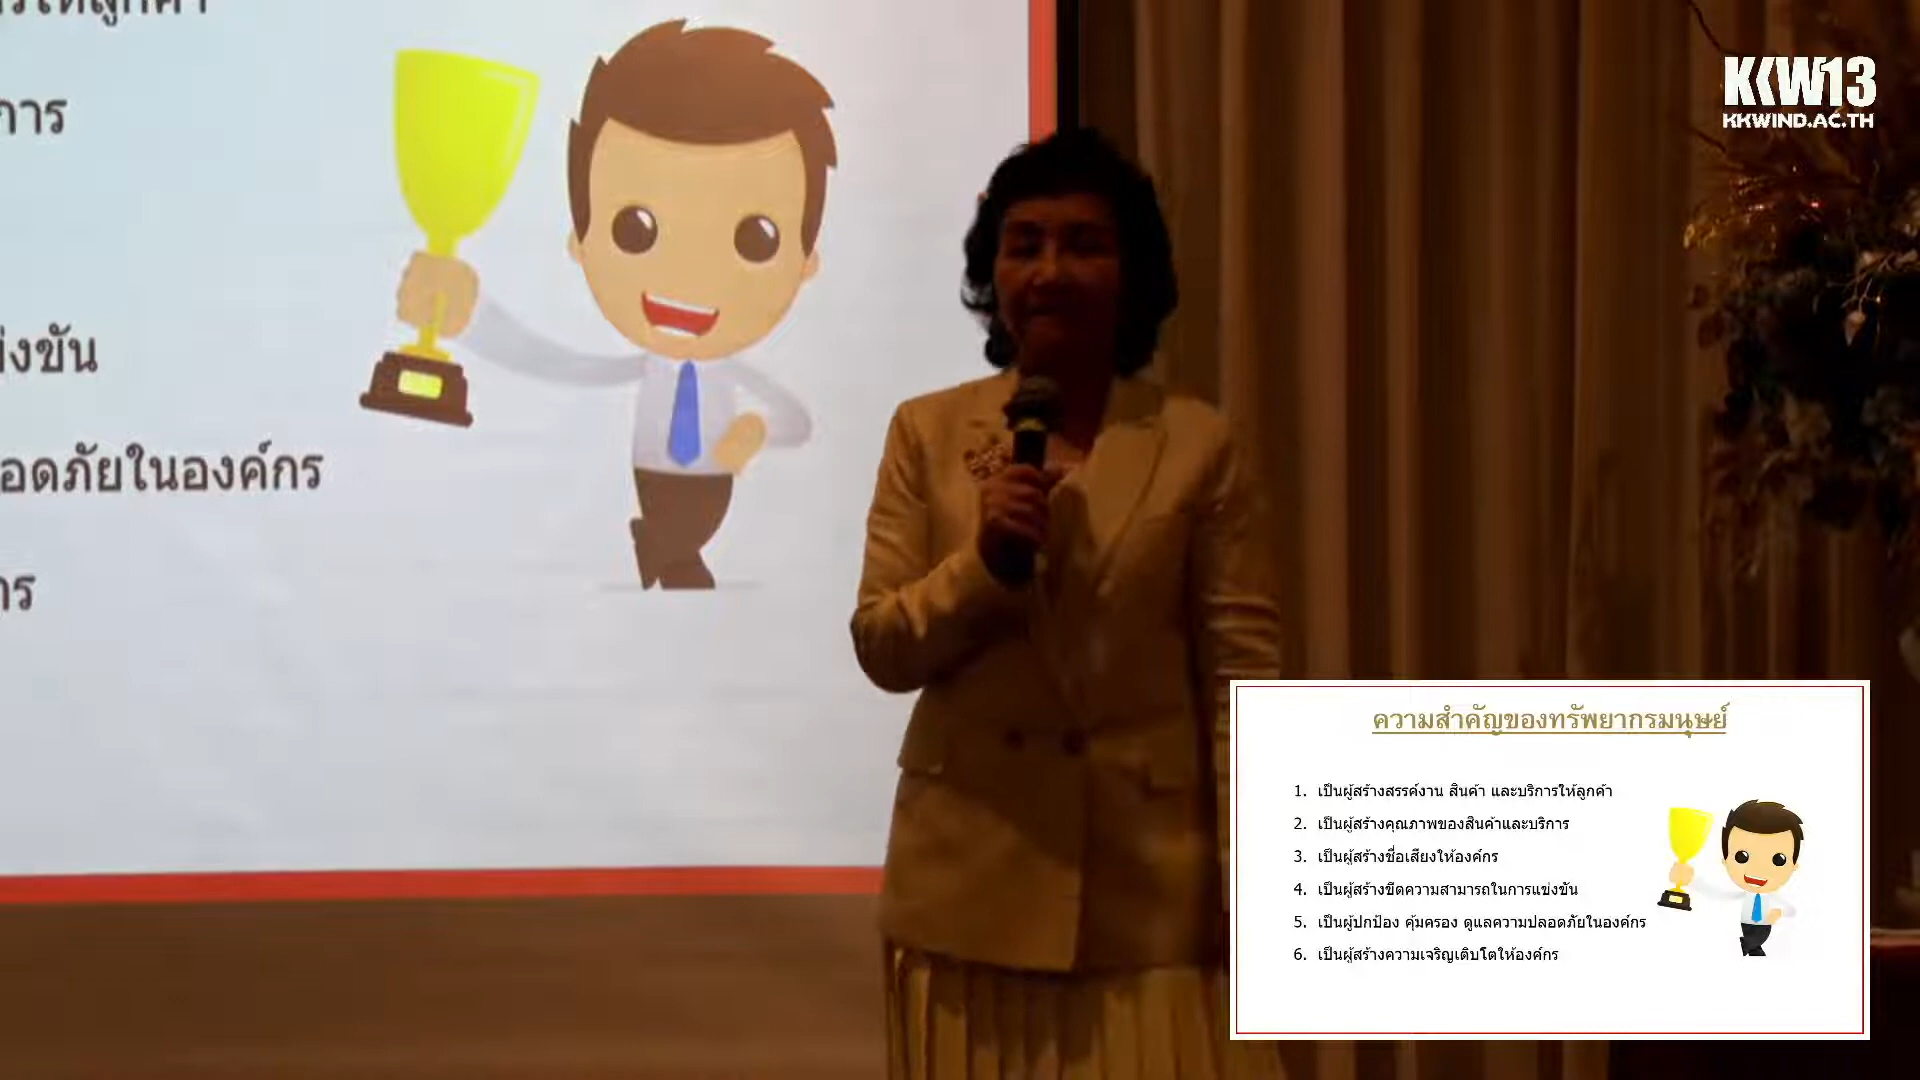 รให้ลูกค้า
การ
ข่งขัน
อดภัยในองค์กร
าร
KKW13
KKWIND.AC.TH
ความสำคัญของทรัพยากรมนุษย์
1. เป็นผู้สร้างสรรค์งาน สินค้า และบริการให้ลูกค้า
2. เป็นผู้สร้างคุณภาพของสินค้าและบริการ
3. เป็นผู้สร้างชื่อเสียงให้องค์กร
4. เป็นผู้สร้างขีดความสามารถในการแข่งขัน
5. เป็นผู้ปกป้อง คุ้มครอง ดูแลความปลอดภัยในองค์กร
6. เป็นผู้สร้างความเจริญเติบโตให้องค์กร